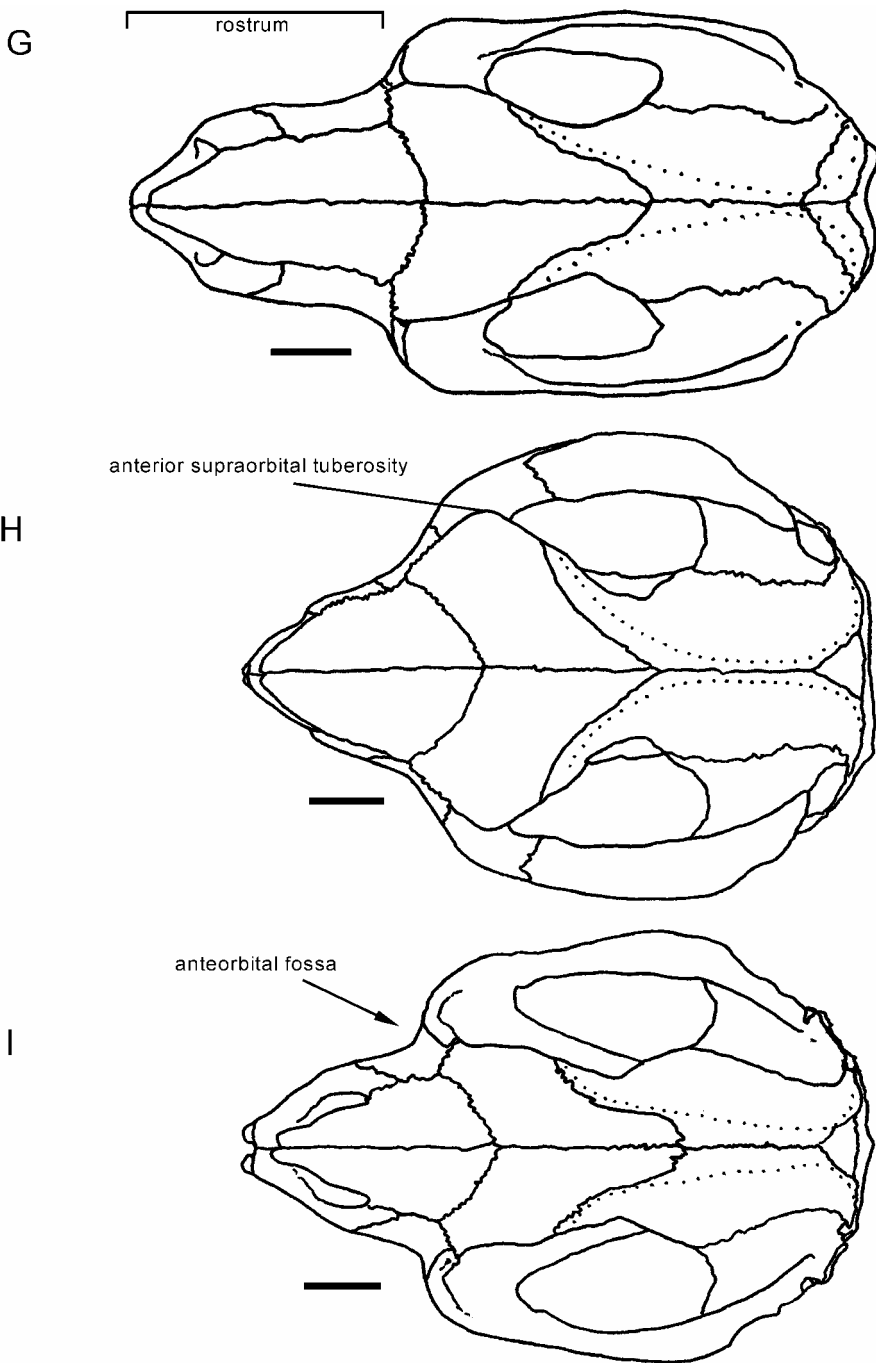 rostrum
G
anterior supraorbital tuberosity
H
anteorbital fossa
I